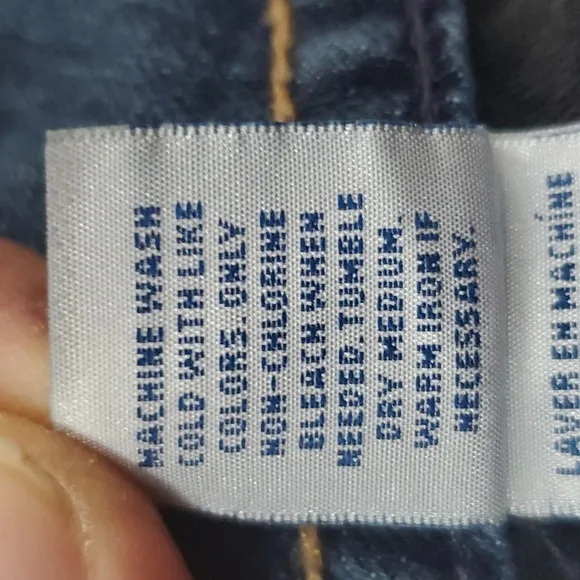 MACHINE WASH
COLD WITH LIKE
COLORS. ONLY
NON-CHLORINE
BLEACH WHEN
NEEDED. TUMBLE
DRY MEDIUM.
WARM IRON IF
NECESSARY.
LAVER EN MACHINE